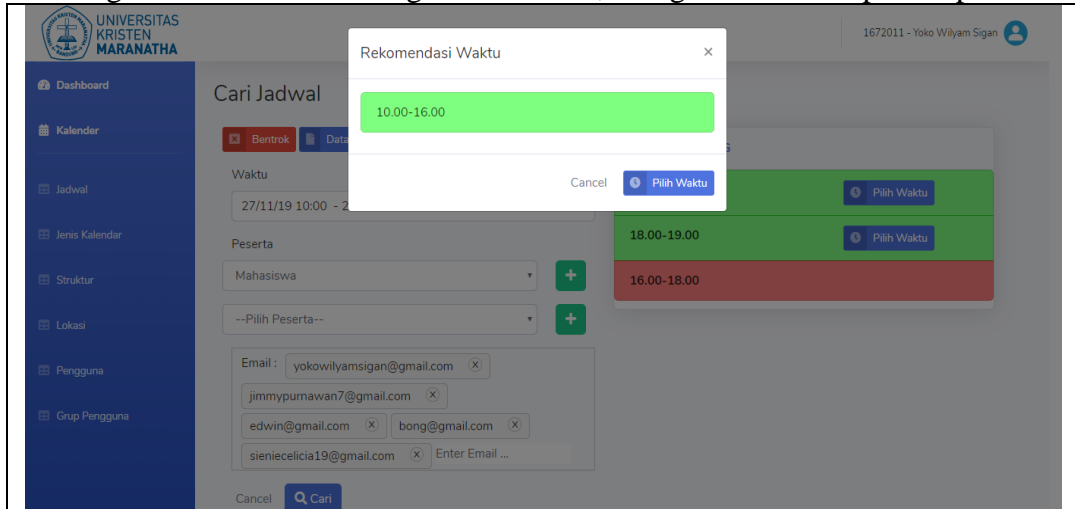 UNIVERSITAS
KRISTEN
MARANATHA
1672011 - Yoko Wilyam Sigan
Dashboard
Kalender
Jadwal
Jenis Kalendar
Struktur
Lokasi
Pengguna
Grup Pengguna
Rekomendasi Waktu ×
10.00-16.00
Cancel Pilih Waktu
Cari Jadwal
Bentrok Data
Waktu
27/11/19 10:00 - 2
Peserta
Mahasiswa
--Pilih Peserta--
Email : yokowilyamsigan@gmail.com
jimmypurnawan7@gmail.com
edwin@gmail.com bong@gmail.com
sieniecelicia19@gmail.com Enter Email ...
Cancel Cari
Pilih Waktu
18.00-19.00 Pilih Waktu
16.00-18.00